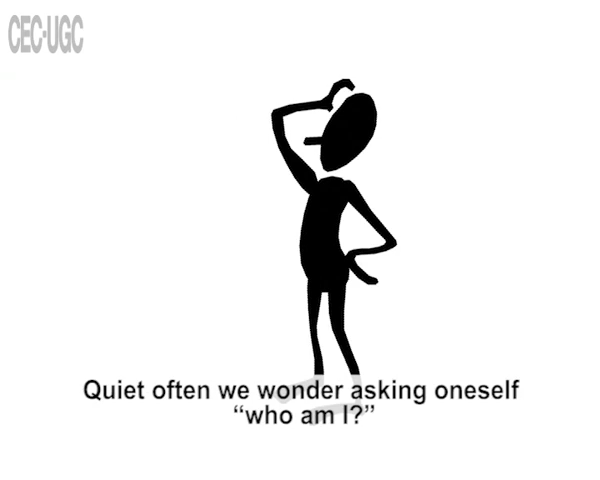 CEC-UGC
Quiet often we wonder asking oneself
“who am I?”